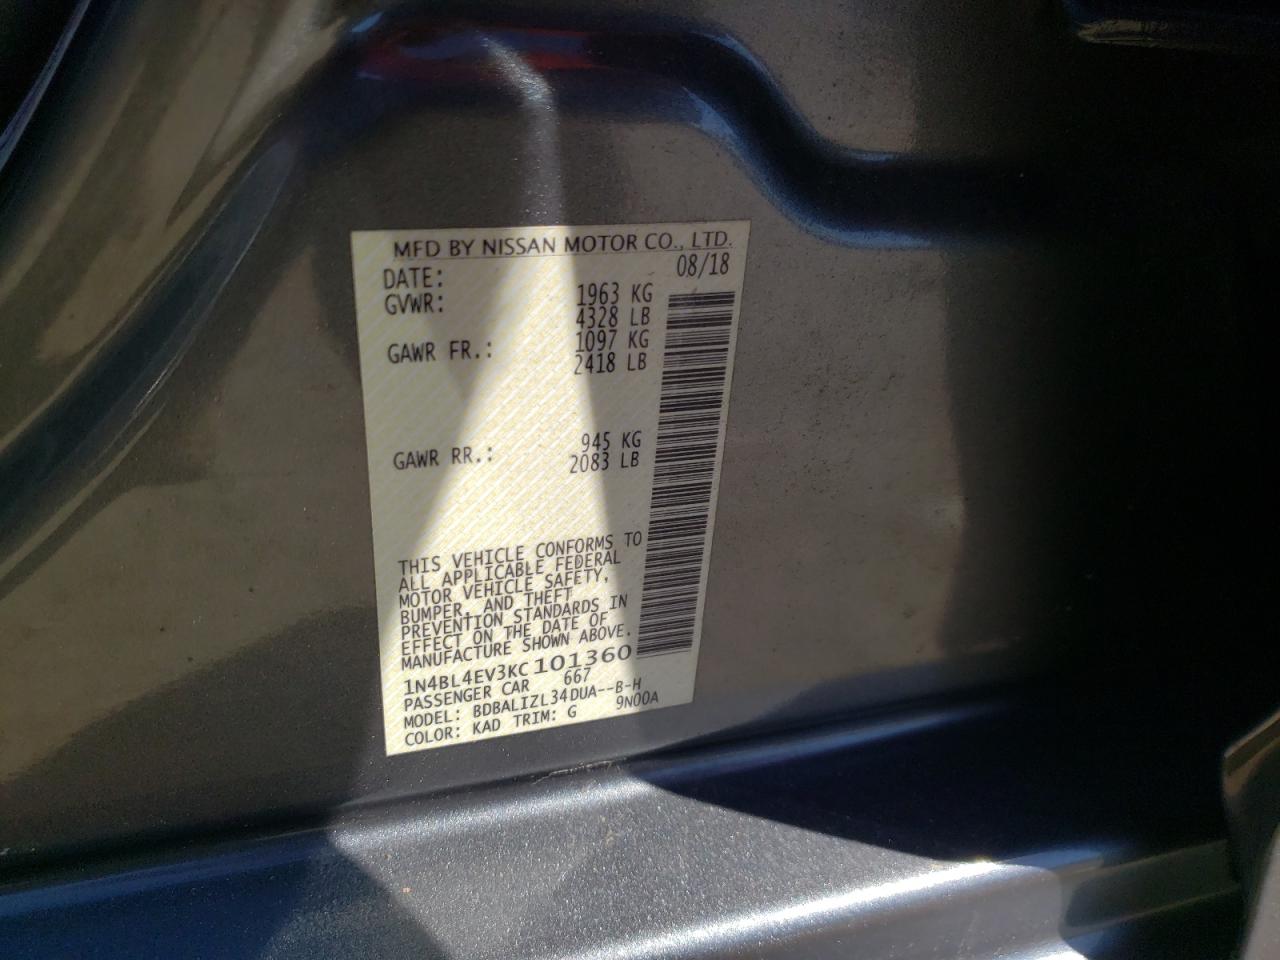 MFD BY NISSAN MOTOR CO., LTD.
DATE: 08/18
GVWR: 1963 KG
4328 LB
GAWR FR.: 1097 KG
2418 LB
GAWR RR.: 945 KG
2083 LB
THIS VEHICLE CONFORMS TO
ALL APPLICABLE FEDERAL
MOTOR VEHICLE SAFETY,
BUMPER, AND THEFT
PREVENTION STANDARDS IN
EFFECT ON THE DATE OF
MANUFACTURE SHOWN ABOVE.
1N4BL4EV3KC101360
PASSENGER CAR 667
MODEL: BDBALIZL34DUA--B-H
COLOR: KAD TRIM: G 9N00A